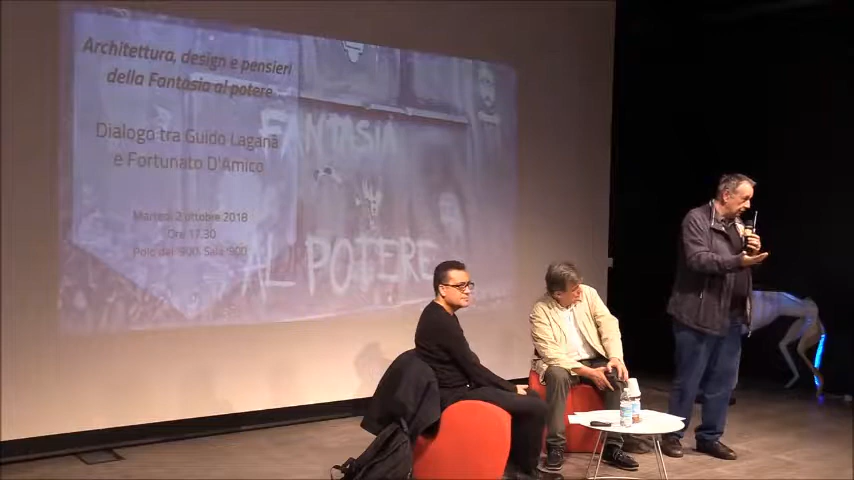 Architettura, design e pensieri
della Fantasia al potere
Dialogo tra Guido Laganà
e Fortunato D'Amico
Martedì 2 ottobre 2018
ore 17.30
Polo del '900, Sala '900
FANTASIA
AL POTERE